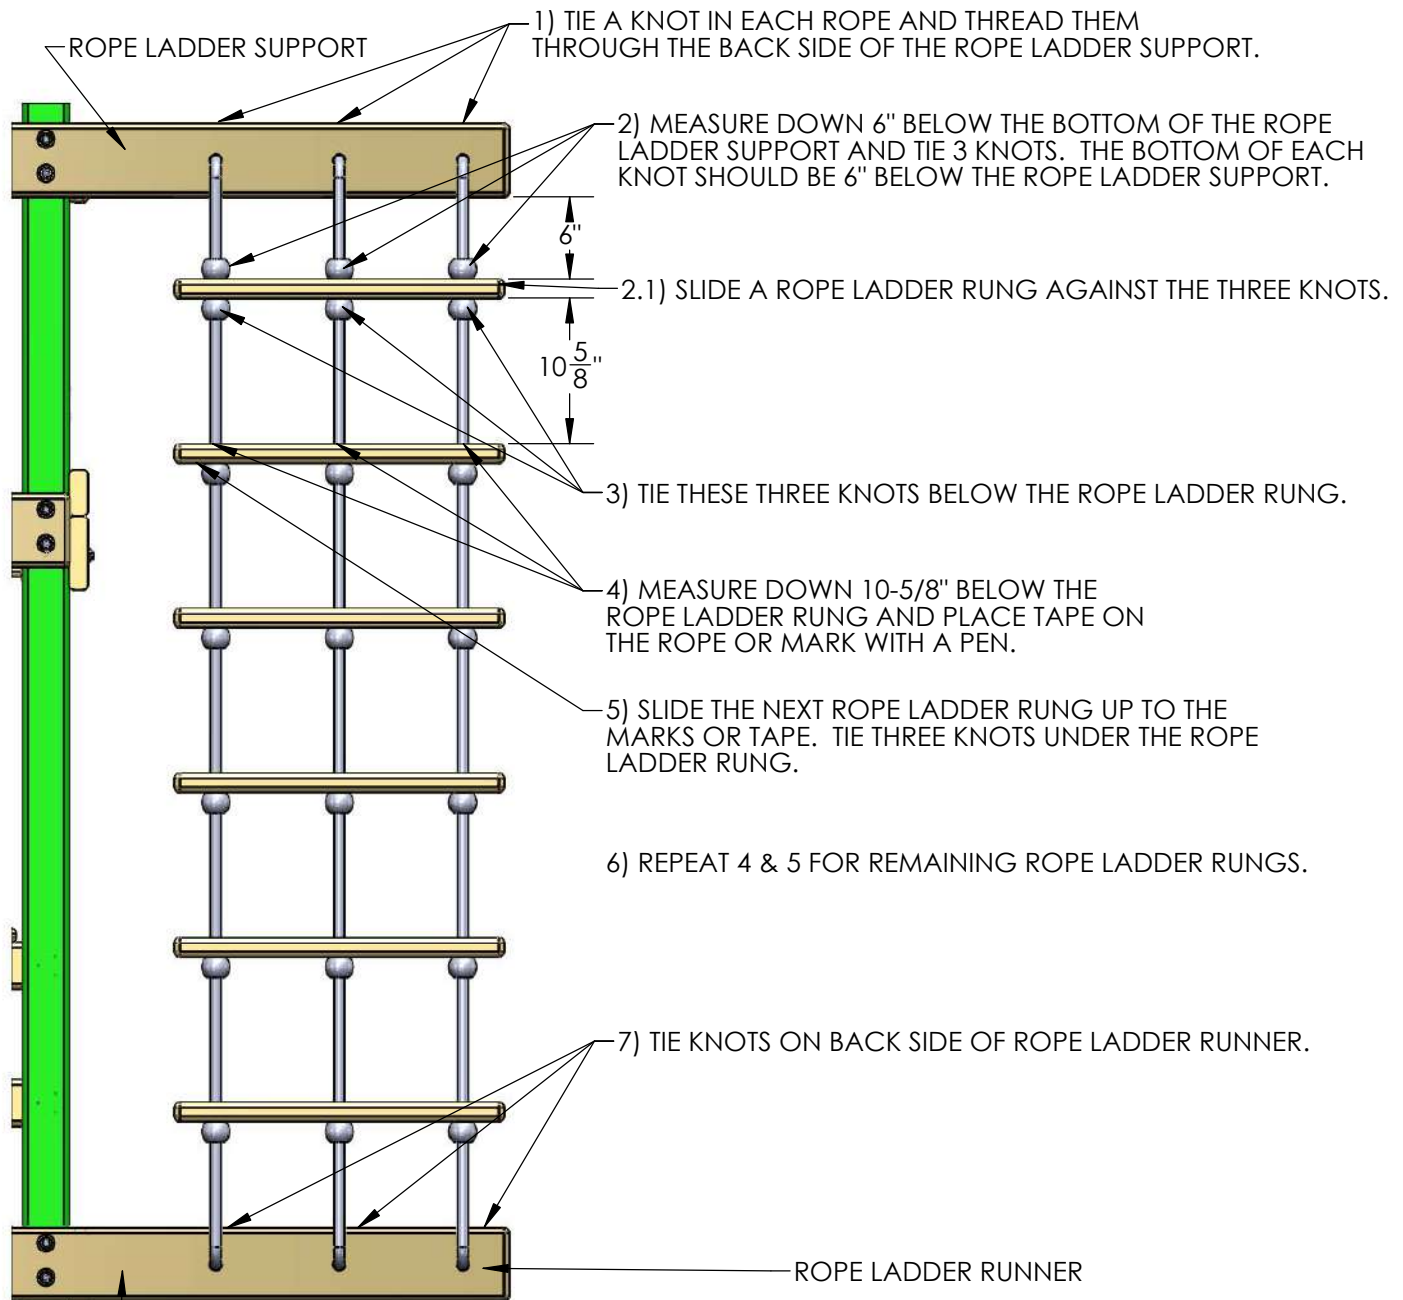 1) TIE A KNOT IN EACH ROPE AND THREAD THEM
THROUGH THE BACK SIDE OF THE ROPE LADDER SUPPORT.
ROPE LADDER SUPPORT
2) MEASURE DOWN 6" BELOW THE BOTTOM OF THE ROPE
LADDER SUPPORT AND TIE 3 KNOTS. THE BOTTOM OF EACH
KNOT SHOULD BE 6" BELOW THE ROPE LADDER SUPPORT.
6"
2.1) SLIDE A ROPE LADDER RUNG AGAINST THE THREE KNOTS.
10 5/8"
3) TIE THESE THREE KNOTS BELOW THE ROPE LADDER RUNG.
4) MEASURE DOWN 10-5/8" BELOW THE
ROPE LADDER RUNG AND PLACE TAPE ON
THE ROPE OR MARK WITH A PEN.
5) SLIDE THE NEXT ROPE LADDER RUNG UP TO THE
MARKS OR TAPE. TIE THREE KNOTS UNDER THE ROPE
LADDER RUNG.
6) REPEAT 4 & 5 FOR REMAINING ROPE LADDER RUNGS.
7) TIE KNOTS ON BACK SIDE OF ROPE LADDER RUNNER.
ROPE LADDER RUNNER